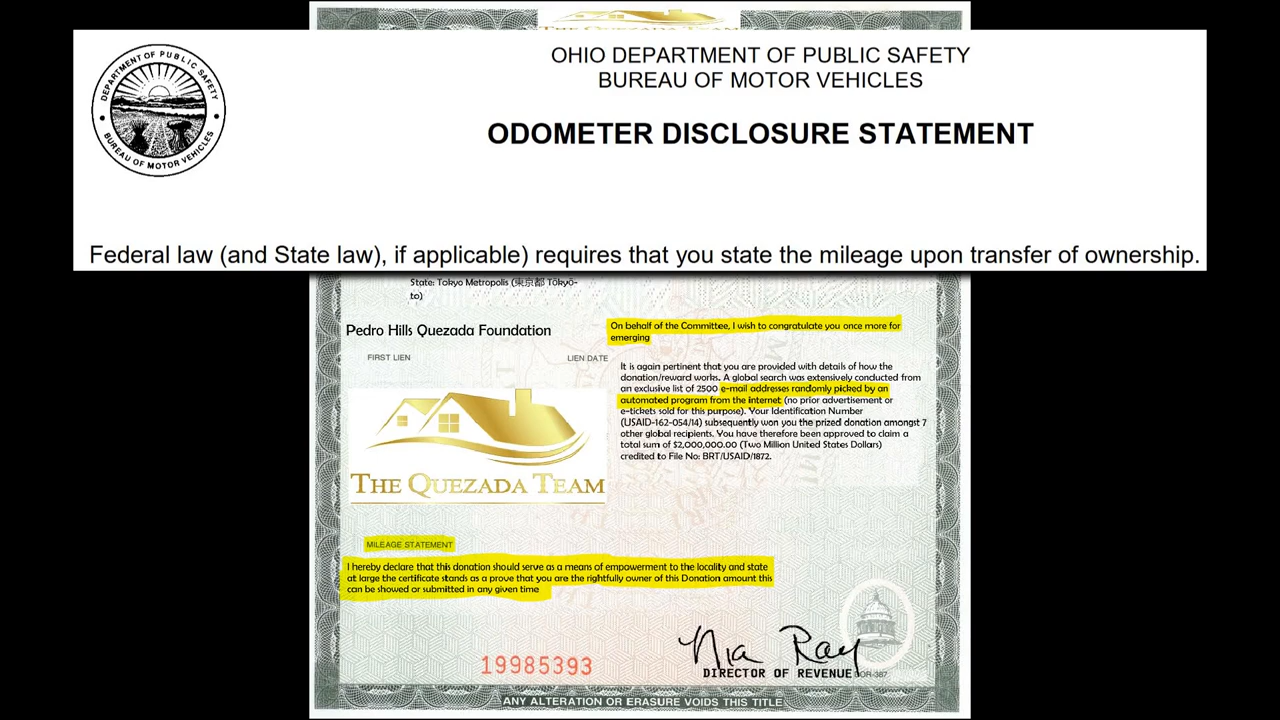 THE QUEZADA TEAM
OHIO DEPARTMENT OF PUBLIC SAFETY
BUREAU OF MOTOR VEHICLES
DEPARTMENT OF PUBLIC SAFETY
BUREAU OF MOTOR VEHICLES
ODOMETER DISCLOSURE STATEMENT
Federal law (and State law), if applicable) requires that you state the mileage upon transfer of ownership.
State: Tokyo Metropolis (東京都 Tōkyō-
to)
Pedro Hills Quezada Foundation
FIRST LIEN
LIEN DATE
On behalf of the Committee, I wish to congratulate you once more for
emerging
It is again pertinent that you are provided with details of how the
donation/reward works. A global search was extensively conducted from
an exclusive list of 2500 e-mail addresses randomly picked by an
automated program from the internet (no prior advertisement or
e-tickets sold for this purpose). Your Identification Number
(USAID-162-054/14) subsequently won you the prized donation amongst 7
other global recipients. You have therefore been approved to claim a
total sum of $2,000,000.00 (Two Million United States Dollars)
credited to File No: BRT/USAID/1872.
THE QUEZADA TEAM
MILEAGE STATEMENT
I hereby declare that this donation should serve as a means of empowerment to the locality and state
at large the certificate stands as a prove that you are the rightfully owner of this Donation amount this
can be showed or submitted in any given time
Nia Ray
19985393
DIRECTOR OF REVENUE
DOR-387
ANY ALTERATION OR ERASURE VOIDS THIS TITLE